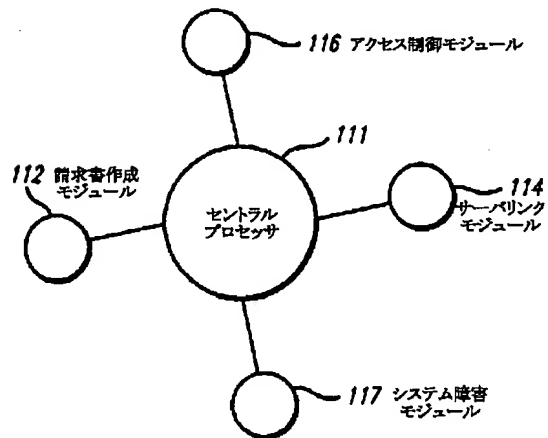 116 アクセス制御モジュール
111
112 請求書作成
モジュール
114
サーバリンク
モジュール
セントラル
プロセッサ
117 システム障害
モジュール